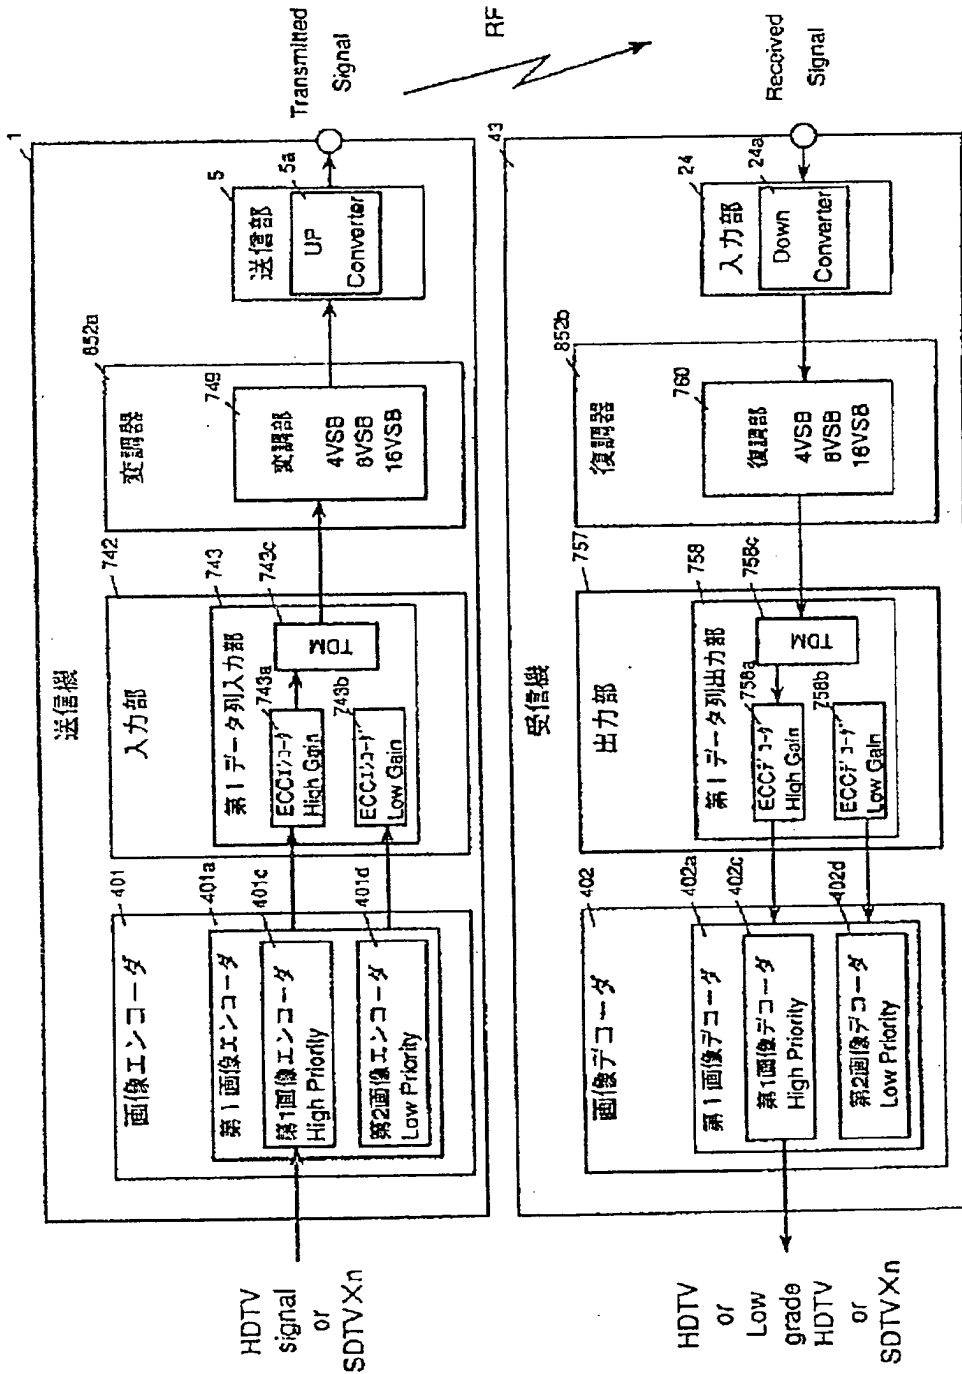 送信機
1
HDTV
signal
or
SDTV×n
画像エンコーダ
401
第1画像エンコーダ
401a
第1画像エンコーダ
High Priority
401c
第2画像エンコーダ
Low Priority
401d
入力部
742
第1データ列入力部
743
ECCエンコーダ
High Gain
743a
ECCエンコーダ
Low Gain
743b
TDM
743c
変調器
852a
変調部
4VSB
8VSB
16VSB
749
送信部
5
UP
Converter
5a
Transmitted
Signal
RF
受信機
43
HDTV
or
Low
grade
HDTV
or
SDTV×n
画像デコーダ
402
第1画像デコーダ
402a
第1画像デコーダ
High Priority
402c
第2画像デコーダ
Low Priority
402d
出力部
757
第1データ列出力部
758
ECCデコーダ
High Gain
758a
ECCデコーダ
Low Gain
758b
TDM
758c
復調器
852b
復調部
4VSB
8VSB
16VSB
760
入力部
24
Down
Converter
24a
Received
Signal